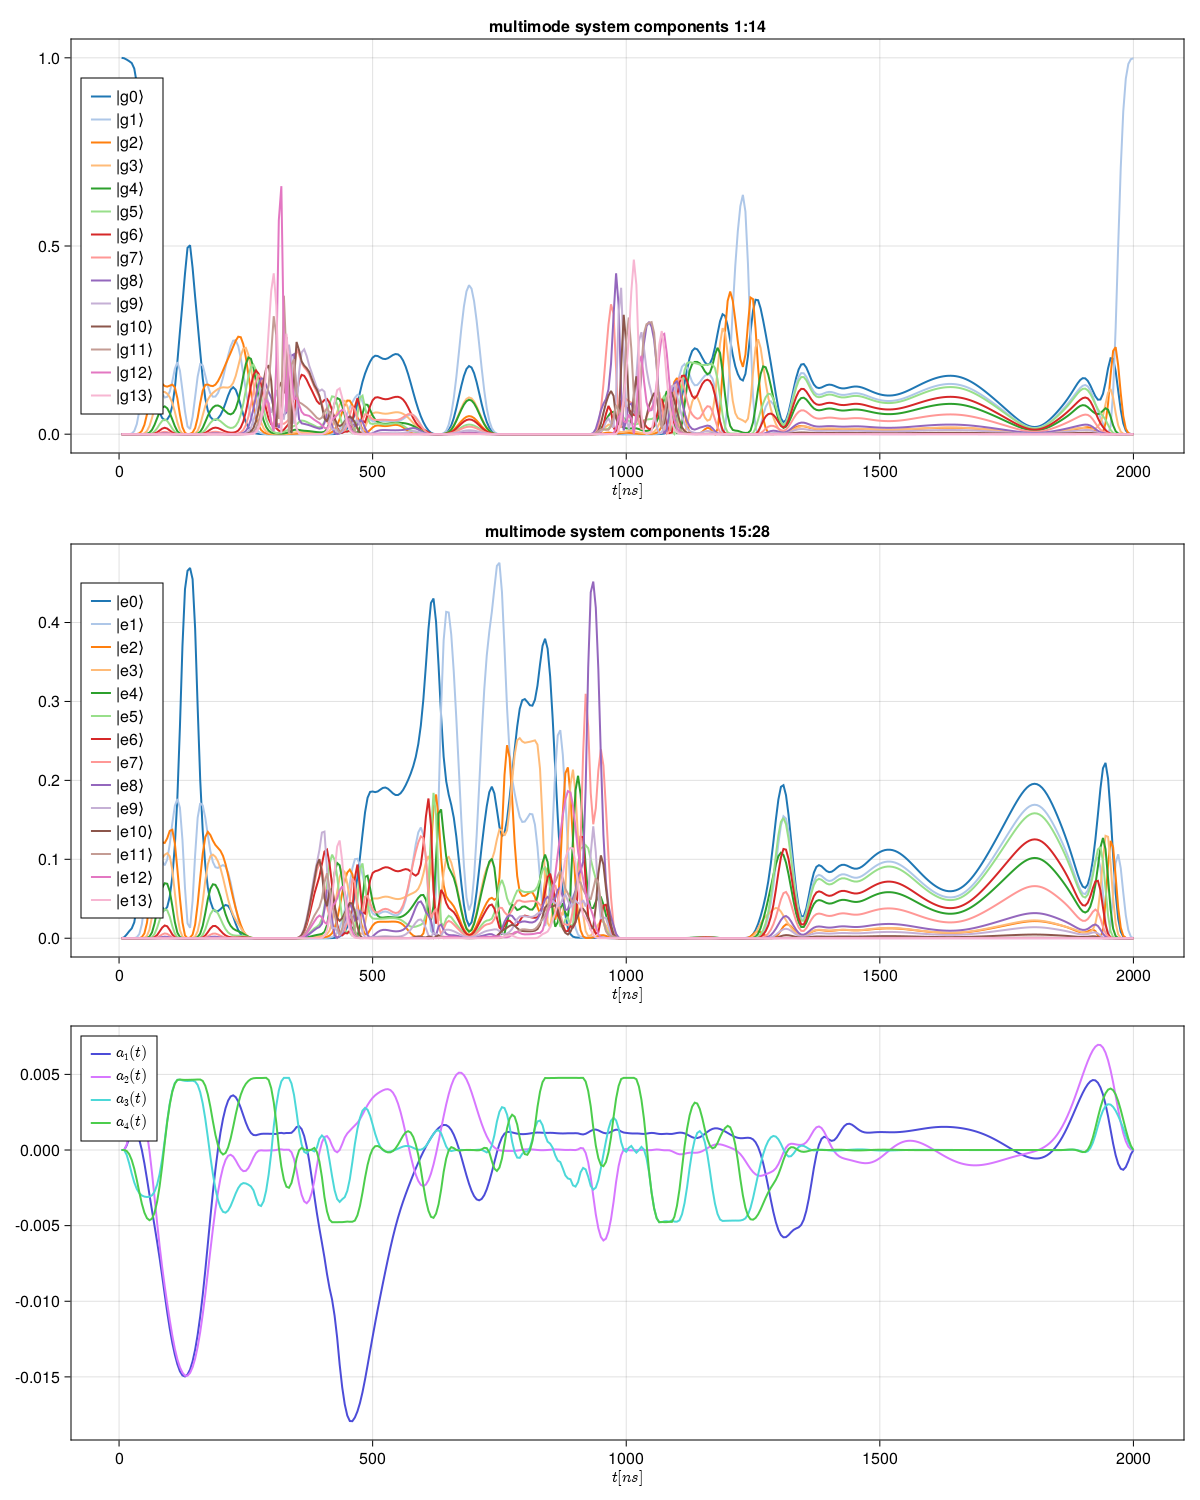 multimode system components 1:14
1.0
0.5
0.0
|g0⟩
|g1⟩
|g2⟩
|g3⟩
|g4⟩
|g5⟩
|g6⟩
|g7⟩
|g8⟩
|g9⟩
|g10⟩
|g11⟩
|g12⟩
|g13⟩
0 500 1000 1500 2000
t[ns]
multimode system components 15:28
0.4
0.3
0.2
0.1
0.0
|e0⟩
|e1⟩
|e2⟩
|e3⟩
|e4⟩
|e5⟩
|e6⟩
|e7⟩
|e8⟩
|e9⟩
|e10⟩
|e11⟩
|e12⟩
|e13⟩
0 500 1000 1500 2000
t[ns]
0.005
0.000
-0.005
-0.010
-0.015
a₁(t)
a₂(t)
a₃(t)
a₄(t)
0 500 1000 1500 2000
t[ns]